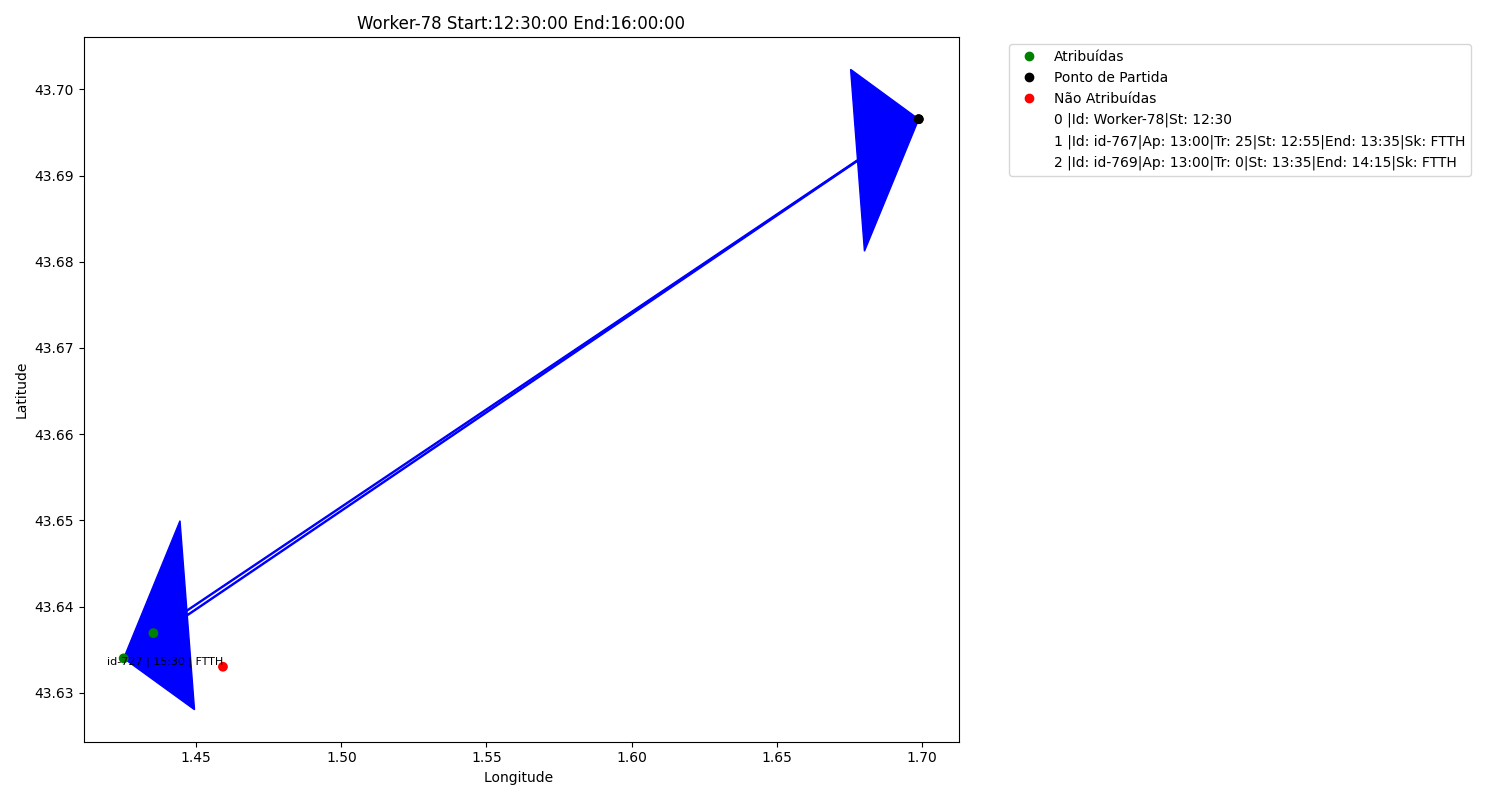 Worker-78 Start:12:30:00 End:16:00:00
Atribuídas
Ponto de Partida
Não Atribuídas
0 |Id: Worker-78|St: 12:30
1 |Id: id-767|Ap: 13:00|Tr: 25|St: 12:55|End: 13:35|Sk: FTTH
2 |Id: id-769|Ap: 13:00|Tr: 0|St: 13:35|End: 14:15|Sk: FTTH
Latitude
43.70
43.69
43.68
43.67
43.66
43.65
43.64
43.63
15:30 | FTTH
1.45
1.50
1.55
1.60
1.65
1.70
Longitude